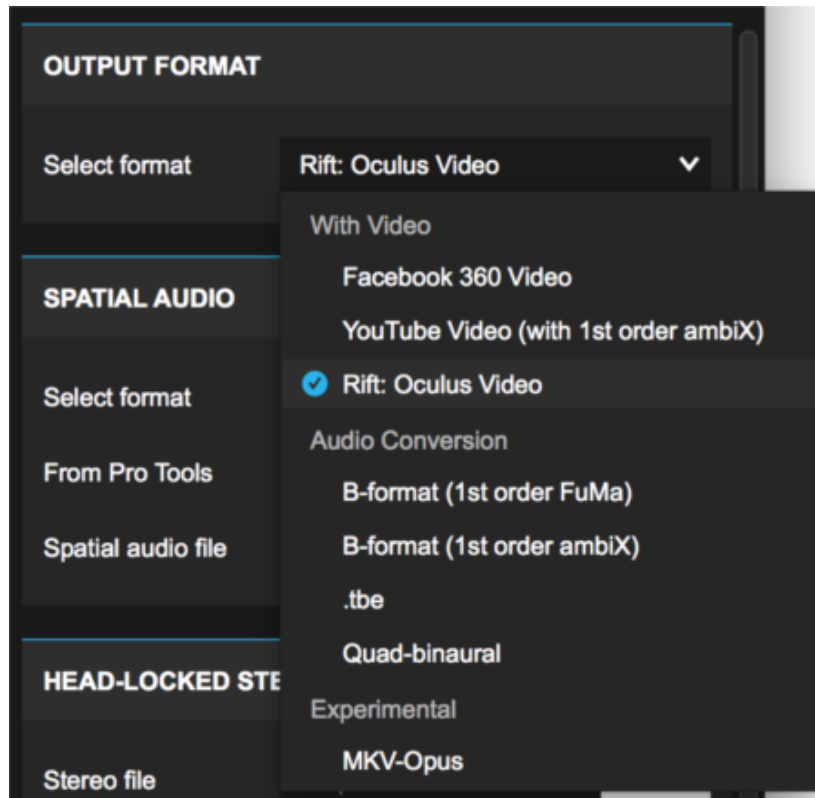 OUTPUT FORMAT
Select format
Rift: Oculus Video
With Video
Facebook 360 Video
YouTube Video (with 1st order ambiX)
Rift: Oculus Video
Audio Conversion
B-format (1st order FuMa)
B-format (1st order ambiX)
.tbe
Quad-binaural
Experimental
MKV-Opus
SPATIAL AUDIO
Select format
From Pro Tools
Spatial audio file
HEAD-LOCKED STE
Stereo file